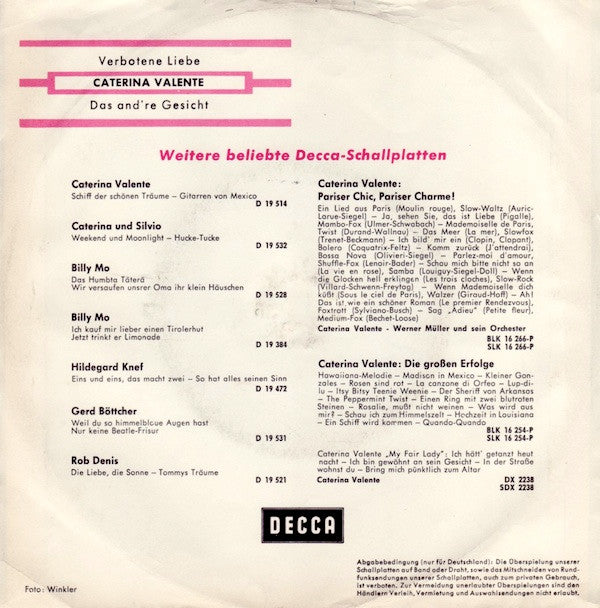 Verbotene Liebe
CATERINA VALENTE
Das and're Gesicht
Weitere beliebte Decca-Schallplatten
Caterina Valente
Schiff der schönen Träume – Gitarren von Mexico
D 19 514
Caterina und Silvio
Weekend und Moonlight – Hucke-Tucke
D 19 532
Billy Mo
Das Humbta Täterä
Wir versaufen unsrer Oma ihr klein Häuschen
D 19 528
Billy Mo
Ich kauf mir lieber einen Tirolerhut
Jetzt trinkt er Limonade
D 19 384
Hildegard Knef
Eins und eins, das macht zwei – So hat alles seinen Sinn
D 19 472
Gerd Böttcher
Weil du so himmelblaue Augen hast
Nur keine Beatle-Frisur
D 19 531
Rob Denis
Die Liebe, die Sonne – Tommys Träume
D 19 521
Caterina Valente:
Pariser Chic, Pariser Charme!
Ein Lied aus Paris (Moulin rouge), Slow-Waltz (Auric-
Larue-Siegel) – Ja, sehen Sie, das ist Liebe (Pigalle),
Mambo-Fox (Ulmer-Schwabach) – Mademoiselle de Paris,
Twist (Durand-Wallnau) – Das Meer (La mer), Slowfox
(Trenet-Beckmann) – Ich bild' mir ein (Clopin, Clopant),
Bolero (Coquatrix-Feltz) – Komm zurück (J'attendrai),
Bossa Nova (Olivieri-Siegel) – Parlez-moi d'amour,
Shuffle-Fox (Lenoir-Bader) – Schau mich bitte nicht so an
(La vie en rose), Samba (Louiguy-Siegel-Doll) – Wenn
die Glocken hell erklingen (Les trois cloches), Slow-Rock
(Villard-Schwenn-Freytag) – Wenn Mademoiselle dich
küßt (Sous le ciel de Paris), Walzer (Giraud-Hoff) – Ah!
Das ist wie ein schöner Roman (Le premier Rendezvous),
Foxtrott (Sylviano-Busch) – Sag „Adieu" (Petite fleur),
Medium-Fox (Bechet-Loose)
Caterina Valente - Werner Müller und sein Orchester
BLK 16 266-P
SLK 16 266-P
Caterina Valente: Die großen Erfolge
Hawaiiano-Melodie – Madison in Mexico – Kleiner Gon-
zales – Rosen sind rot – La canzone di Orfeo – Lup-di-
lu – Itsy Bitsy Teenie Weenie – Der Sheriff von Arkansos
– The Peppermint Twist – Einen Ring mit zwei blutroten
Steinen – Rosalie, mußt nicht weinen – Was wird aus
mir? – Schau ich zum Himmelszelt – Hochzeit in Louisiana
– Ein Schiff wird kommen – Quando-Quando
BLK 16 254-P
SLK 16 254-P
Caterina Valente „My Fair Lady": Ich hätt' getanzt heut
nacht – Ich bin gewöhnt an sein Gesicht – In der Straße
wohnst du – Bring mich pünktlich zum Altar
Caterina Valente
DX 2238
SDX 2238
DECCA
Foto: Winkler
Abgabebedingung (nur für Deutschland): Die Überspielung unserer
Schallplatten auf Band oder Draht, sowie das Mitschneiden von Rund-
funksendungen unserer Schallplatten, auch zum privaten Gebrauch,
ist verboten. Zur Vermeidung unerlaubter Überspielungen sind den
Händlern Verleih, Vermietung und Auswahlsendungen nicht erlaubt.